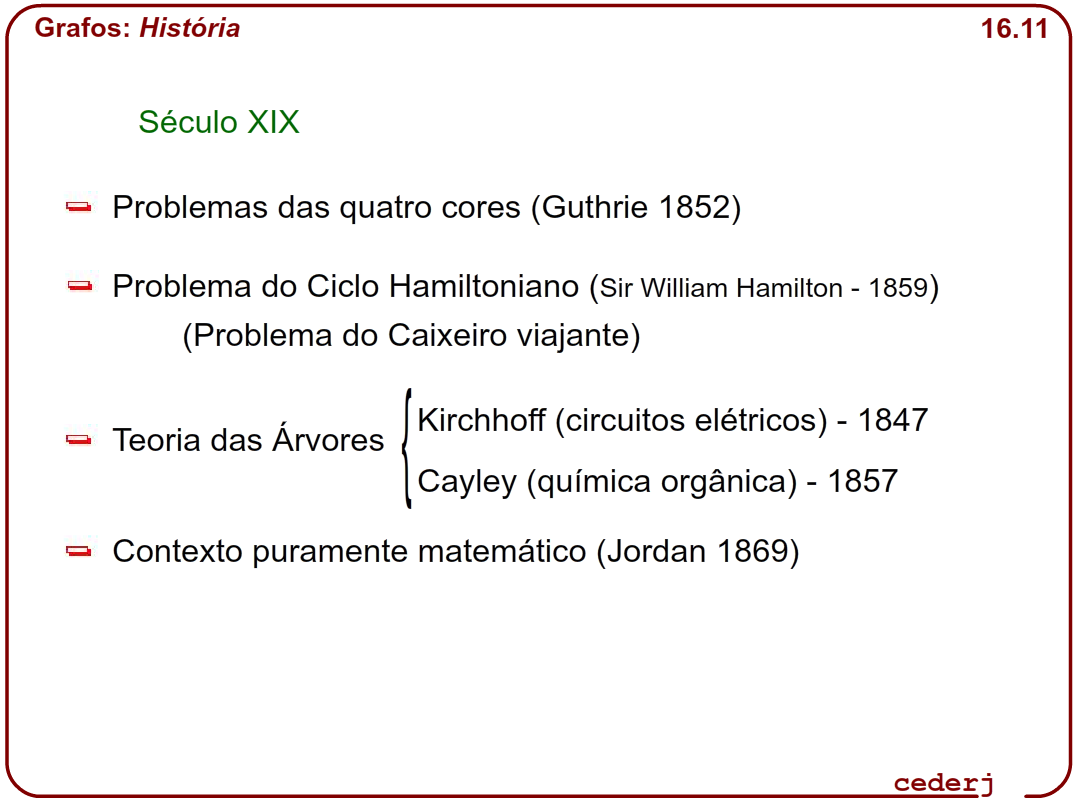 Grafos: História
16.11
Século XIX
Problemas das quatro cores (Guthrie 1852)
Problema do Ciclo Hamiltoniano (Sir William Hamilton - 1859)
(Problema do Caixeiro viajante)
Teoria das Árvores
Kirchhoff (circuitos elétricos) - 1847
Cayley (química orgânica) - 1857
Contexto puramente matemático (Jordan 1869)
cederj